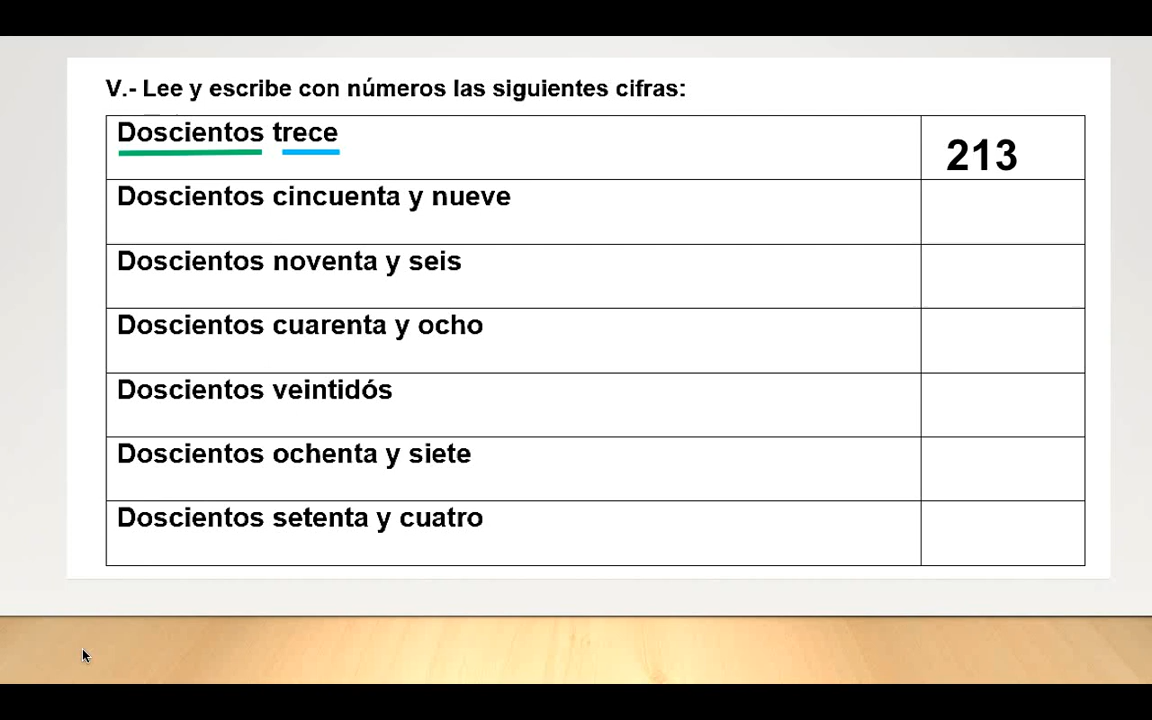 V.- Lee y escribe con números las siguientes cifras:
Doscientos trece
213
Doscientos cincuenta y nueve
Doscientos noventa y seis
Doscientos cuarenta y ocho
Doscientos veintidós
Doscientos ochenta y siete
Doscientos setenta y cuatro